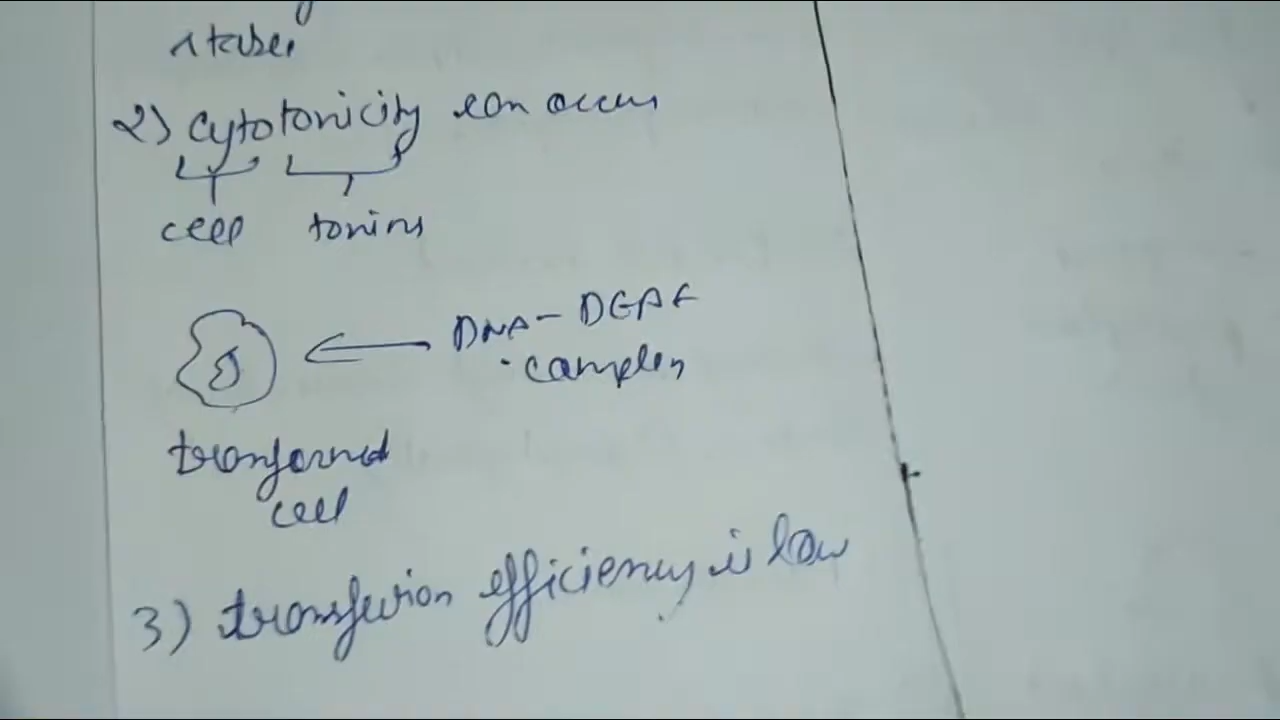 2) Cytotoxicity can occur
cell toxins
DNA - DEAE
complex
transformed
cell
3) transfection efficiency is low